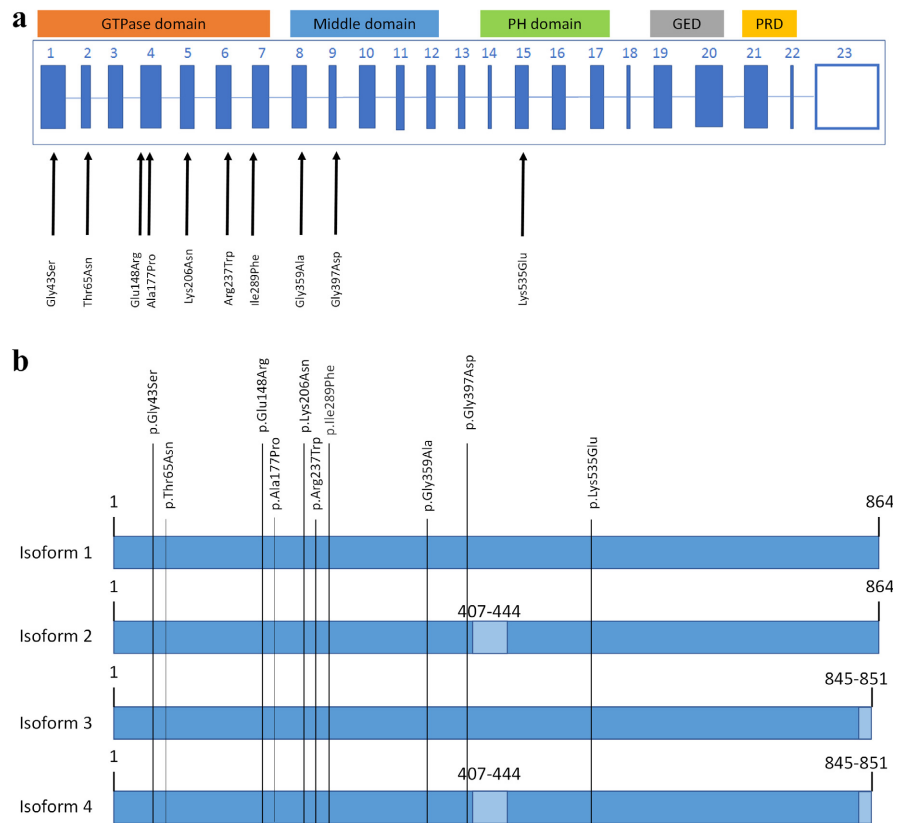 a
GTPase domain Middle domain PH domain GED PRD
1 2 3 4 5 6 7 8 9 10 11 12 13 14 15 16 17 18 19 20 21 22 23
Gly43Ser Thr65Asn Glu148Arg Ala177Pro Lys206Asn Arg237Trp Ile289Phe Gly359Ala Gly397Asp Lys535Glu
b
p.Gly43Ser p.Thr65Asn p.Glu148Arg p.Ala177Pro p.Lys206Asn p.Arg237Trp p.Ile289Phe p.Gly359Ala p.Gly397Asp p.Lys535Glu
1 864
Isoform 1
1 407-444 864
Isoform 2
1 845-851
Isoform 3
1 407-444 845-851
Isoform 4